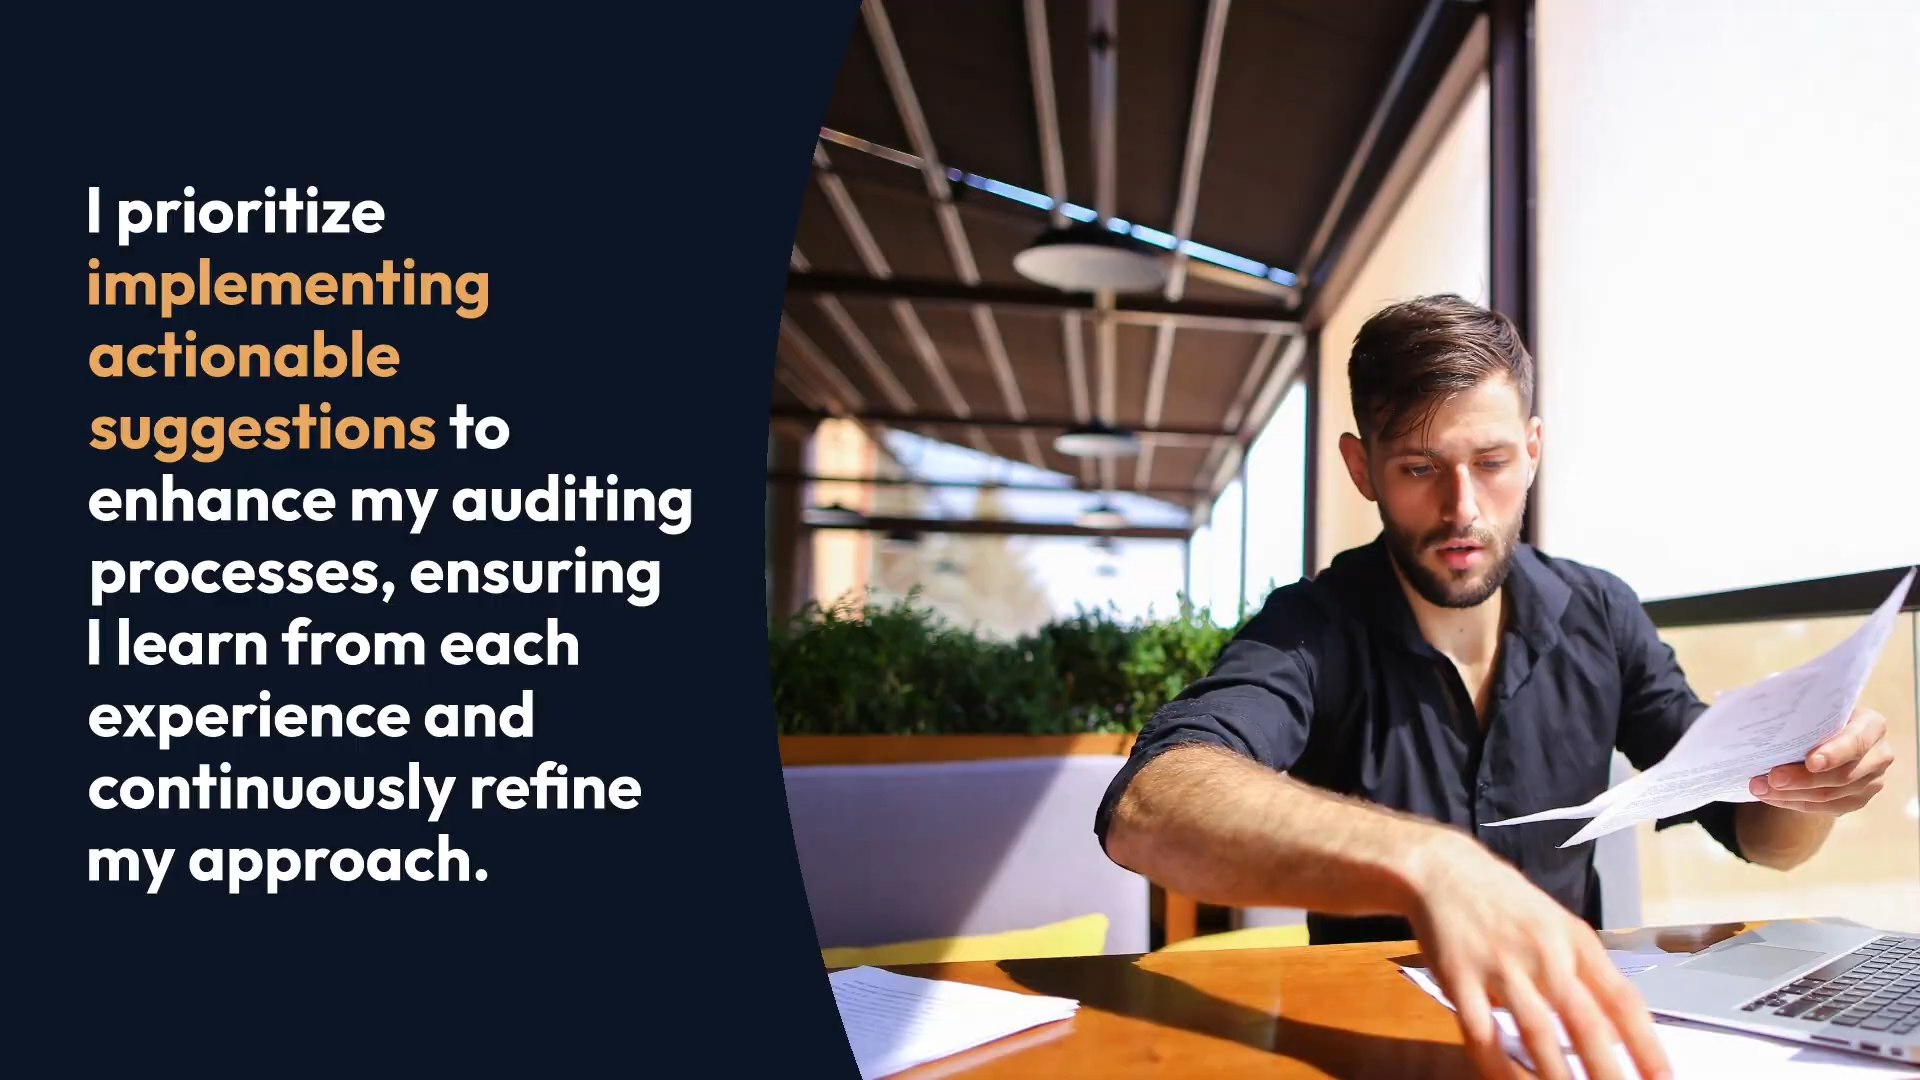 I prioritize
implementing
actionable
suggestions to
enhance my auditing
processes, ensuring
I learn from each
experience and
continuously refine
my approach.